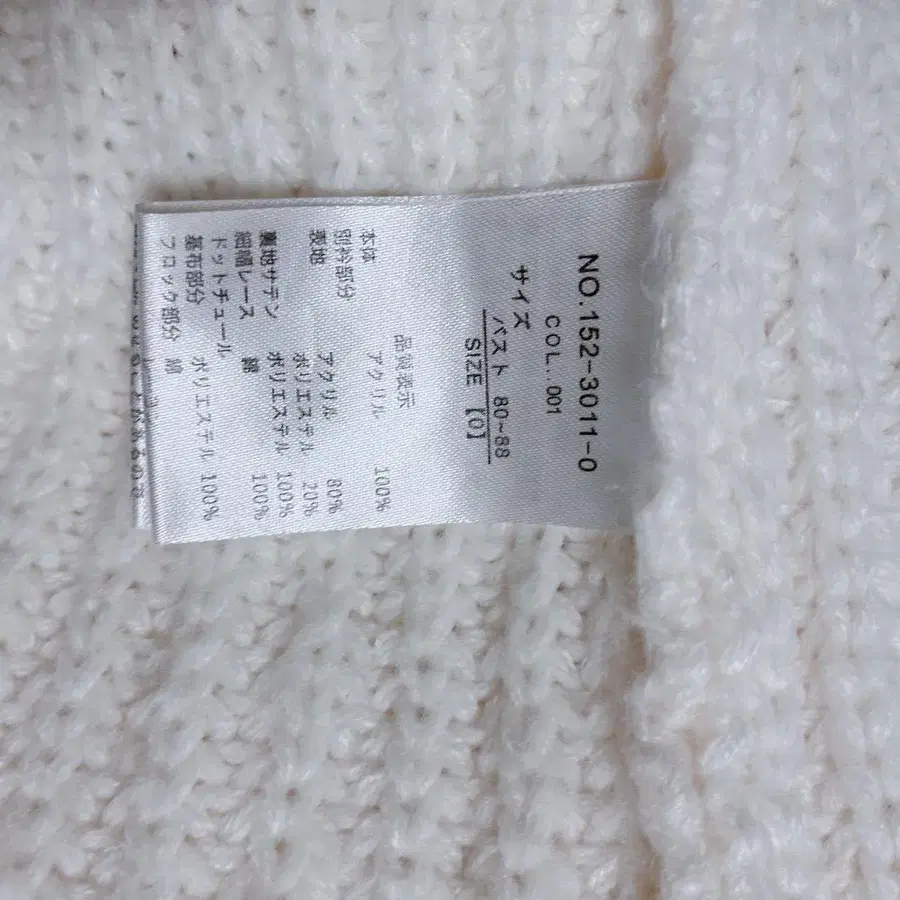 NO.152-3011-0
COL.001
サイズ
バスト 80~88
SIZE【0】
品質表示
本体 アクリル 100%
別衿部分
表地 アクリル 80%
ポリエステル 20%
裏地サテン ポリエステル 100%
細幅レース 綿 100%
ドットチュール
基布部分 ポリエステル 100%
フロック部分 綿